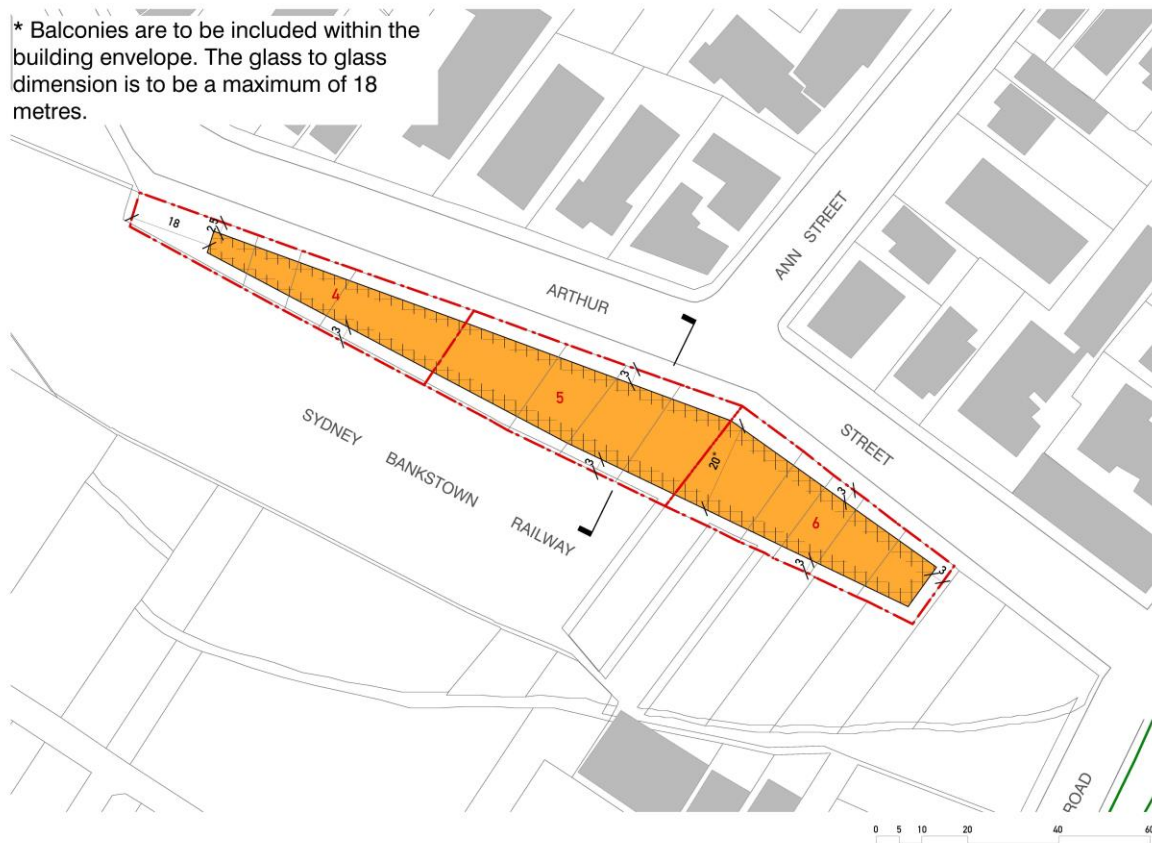 * Balconies are to be included within the
building envelope. The glass to glass
dimension is to be a maximum of 18
metres.
ANN STREET
18
2.5
4
ARTHUR
3
3
5
STREET
SYDNEY BANKSTOWN RAILWAY
20*
3
3
6
3
3
ROAD
0 5 10 20 40 60